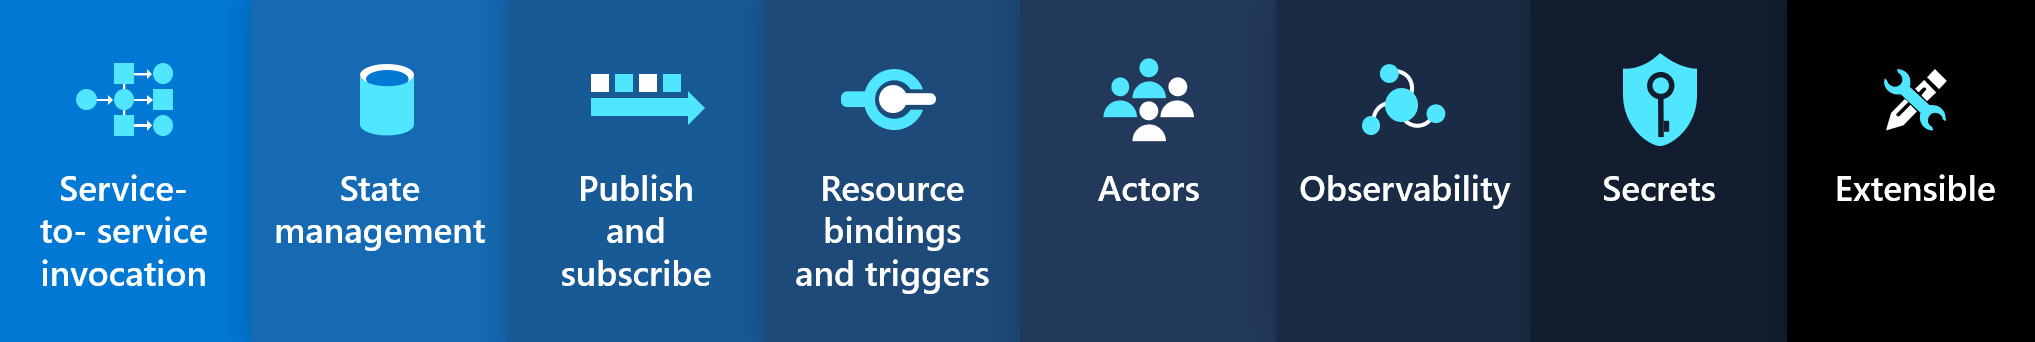 Service-
to- service
invocation
State
management
Publish
and
subscribe
Resource
bindings
and triggers
Actors
Observability
Secrets
Extensible